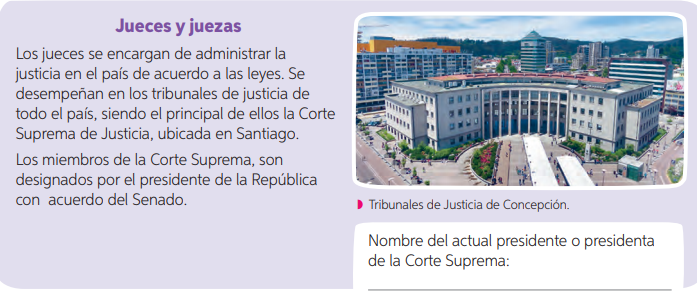 Jueces y juezas
Los jueces se encargan de administrar la
justicia en el país de acuerdo a las leyes. Se
desempeñan en los tribunales de justicia de
todo el país, siendo el principal de ellos la Corte
Suprema de Justicia, ubicada en Santiago.
Los miembros de la Corte Suprema, son
designados por el presidente de la República
con acuerdo del Senado.
Tribunales de Justicia de Concepción.
Nombre del actual presidente o presidenta
de la Corte Suprema: